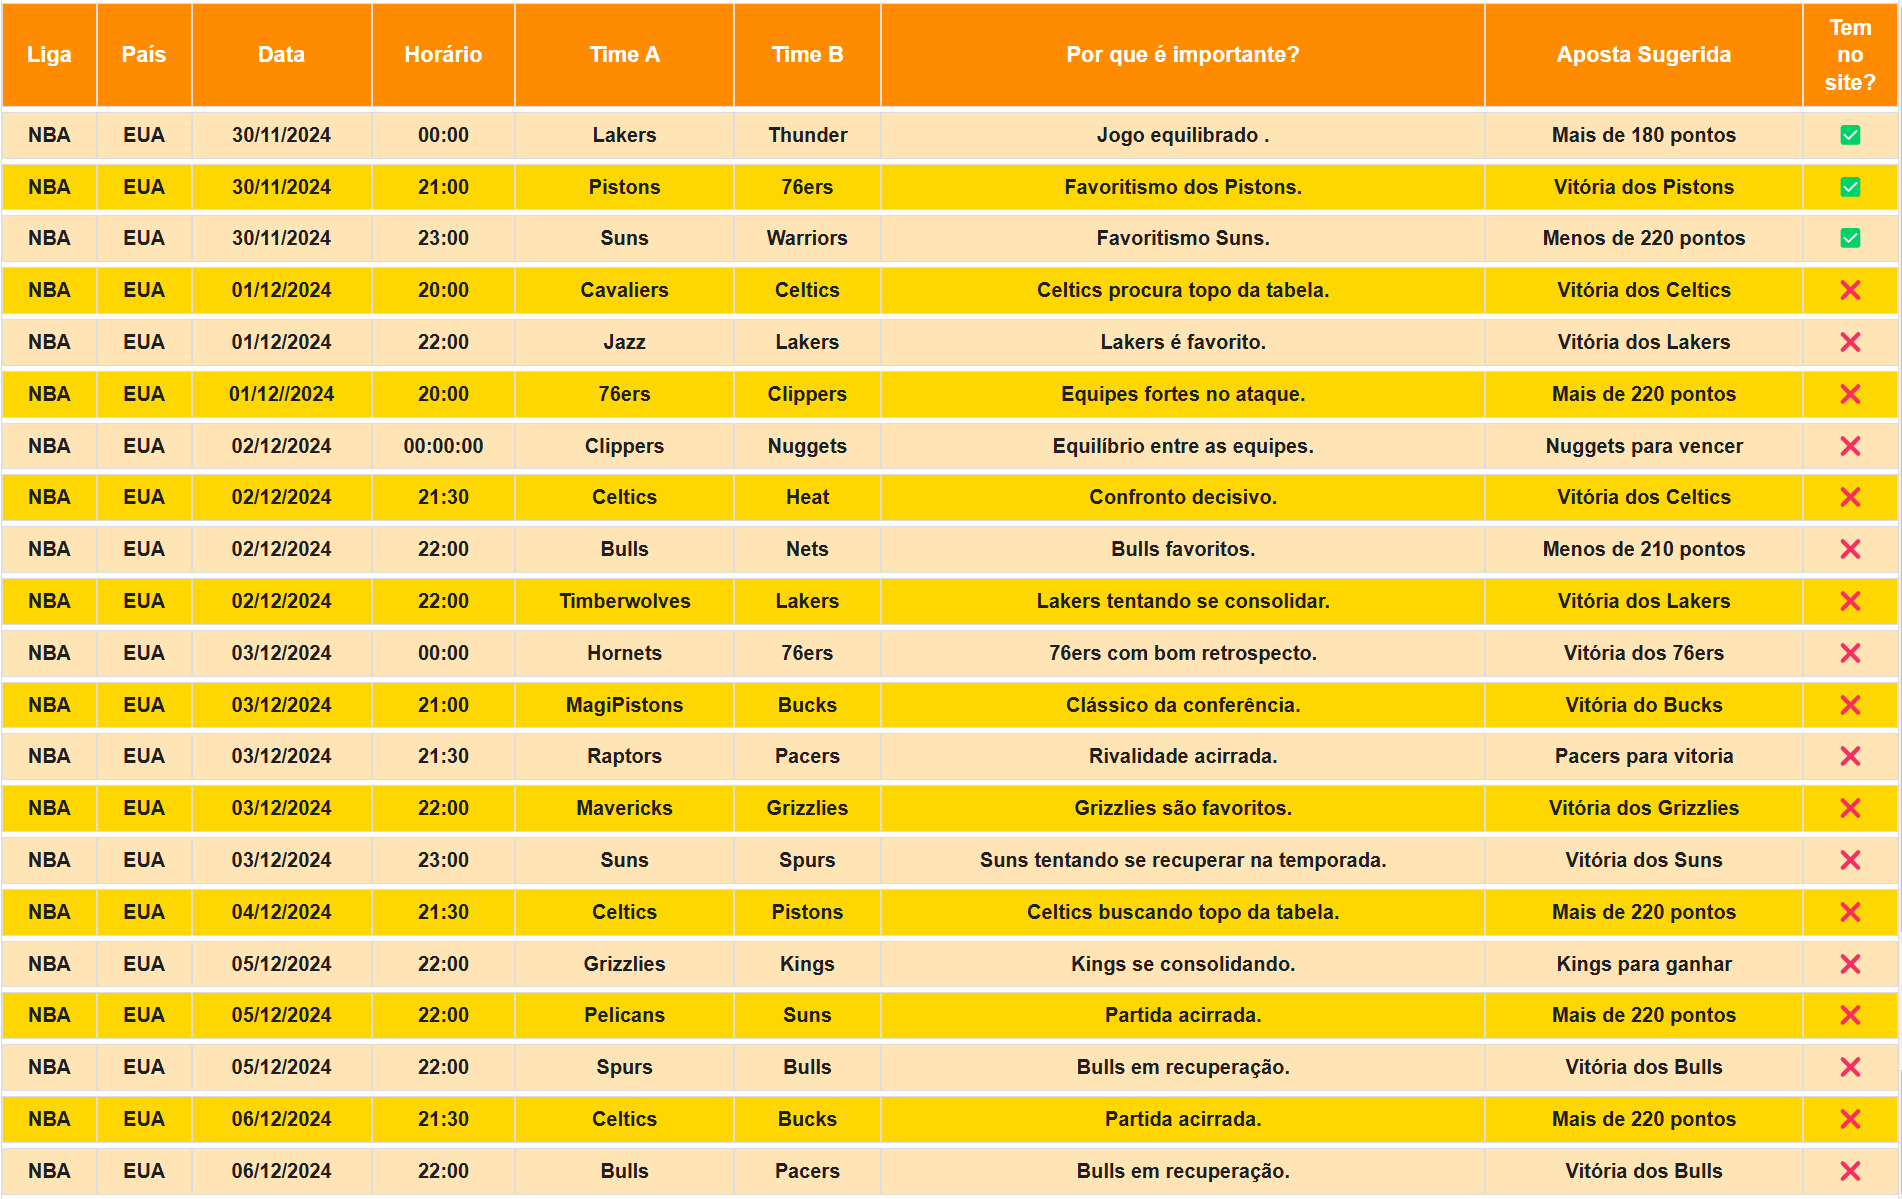 Liga País Data Horário Time A Time B Por que é importante? Aposta Sugerida Tem no site?
NBA EUA 30/11/2024 00:00 Lakers Thunder Jogo equilibrado . Mais de 180 pontos
NBA EUA 30/11/2024 21:00 Pistons 76ers Favoritismo dos Pistons. Vitória dos Pistons
NBA EUA 30/11/2024 23:00 Suns Warriors Favoritismo Suns. Menos de 220 pontos
NBA EUA 01/12/2024 20:00 Cavaliers Celtics Celtics procura topo da tabela. Vitória dos Celtics
NBA EUA 01/12/2024 22:00 Jazz Lakers Lakers é favorito. Vitória dos Lakers
NBA EUA 01/12//2024 20:00 76ers Clippers Equipes fortes no ataque. Mais de 220 pontos
NBA EUA 02/12/2024 00:00:00 Clippers Nuggets Equilíbrio entre as equipes. Nuggets para vencer
NBA EUA 02/12/2024 21:30 Celtics Heat Confronto decisivo. Vitória dos Celtics
NBA EUA 02/12/2024 22:00 Bulls Nets Bulls favoritos. Menos de 210 pontos
NBA EUA 02/12/2024 22:00 Timberwolves Lakers Lakers tentando se consolidar. Vitória dos Lakers
NBA EUA 03/12/2024 00:00 Hornets 76ers 76ers com bom retrospecto. Vitória dos 76ers
NBA EUA 03/12/2024 21:00 MagiPistons Bucks Clássico da conferência. Vitória do Bucks
NBA EUA 03/12/2024 21:30 Raptors Pacers Rivalidade acirrada. Pacers para vitoria
NBA EUA 03/12/2024 22:00 Mavericks Grizzlies Grizzlies são favoritos. Vitória dos Grizzlies
NBA EUA 03/12/2024 23:00 Suns Spurs Suns tentando se recuperar na temporada. Vitória dos Suns
NBA EUA 04/12/2024 21:30 Celtics Pistons Celtics buscando topo da tabela. Mais de 220 pontos
NBA EUA 05/12/2024 22:00 Grizzlies Kings Kings se consolidando. Kings para ganhar
NBA EUA 05/12/2024 22:00 Pelicans Suns Partida acirrada. Mais de 220 pontos
NBA EUA 05/12/2024 22:00 Spurs Bulls Bulls em recuperação. Vitória dos Bulls
NBA EUA 06/12/2024 21:30 Celtics Bucks Partida acirrada. Mais de 220 pontos
NBA EUA 06/12/2024 22:00 Bulls Pacers Bulls em recuperação. Vitória dos Bulls